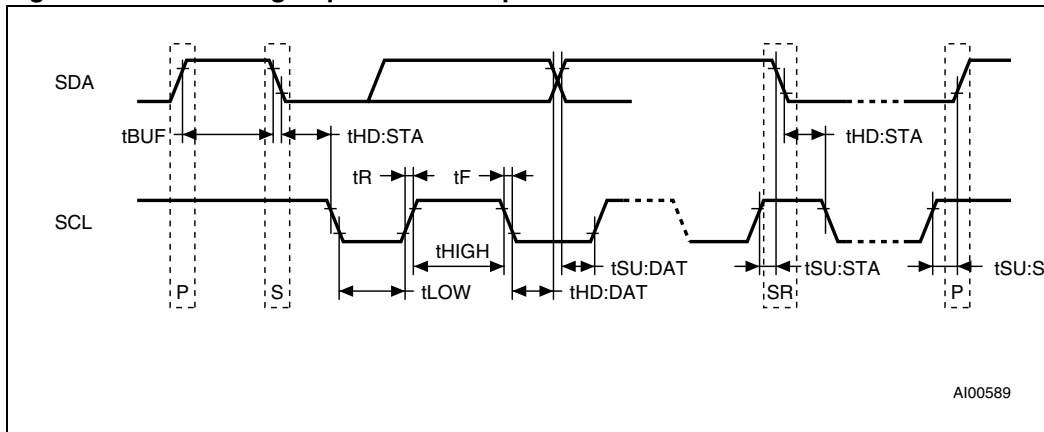 SDA
tBUF
tHD:STA
tHD:STA
tR
tF
SCL
tHIGH
tSU:DAT
tSU:STA
tSU:S
tLOW
tHD:DAT
P
S
SR
P
AI00589